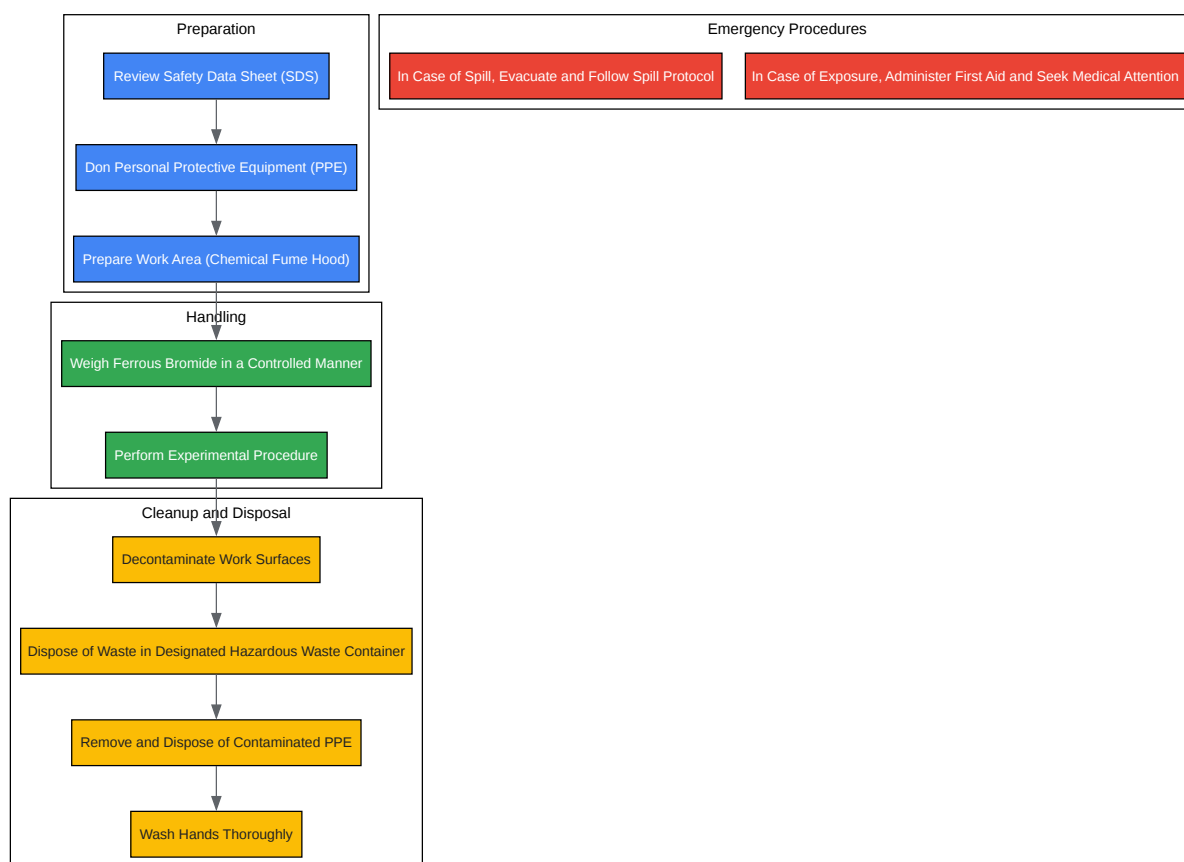 Preparation
Review Safety Data Sheet (SDS)
Don Personal Protective Equipment (PPE)
Prepare Work Area (Chemical Fume Hood)
Handling
Weigh Ferrous Bromide in a Controlled Manner
Perform Experimental Procedure
Cleanup and Disposal
Decontaminate Work Surfaces
Dispose of Waste in Designated Hazardous Waste Container
Remove and Dispose of Contaminated PPE
Wash Hands Thoroughly
Emergency Procedures
In Case of Spill, Evacuate and Follow Spill Protocol
In Case of Exposure, Administer First Aid and Seek Medical Attention